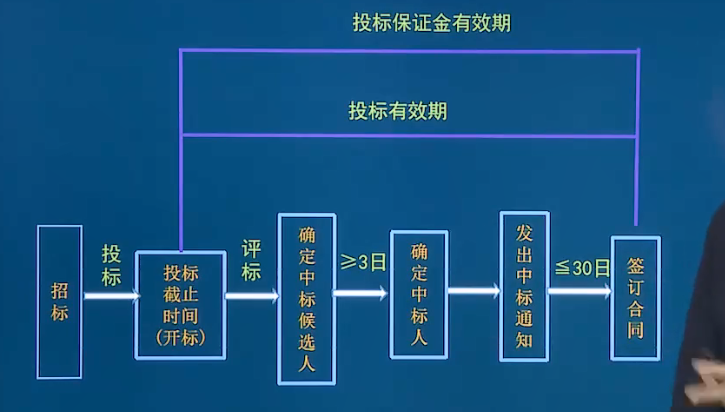 投标保证金有效期
投标有效期
招标
投标
投标
截止
时间
(开标)
评标
确定中标候选人
≥3日
确定中标人
发出中标通知
≦30日
签订合同